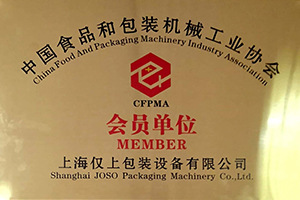 中国食品和包装机械工业协会
China Food And Packaging Machinery Industry Association
CFPMA
会员单位
MEMBER
上海仅上包装设备有限公司
Shanghai JOSO Packaging Machinery Co.,Ltd.